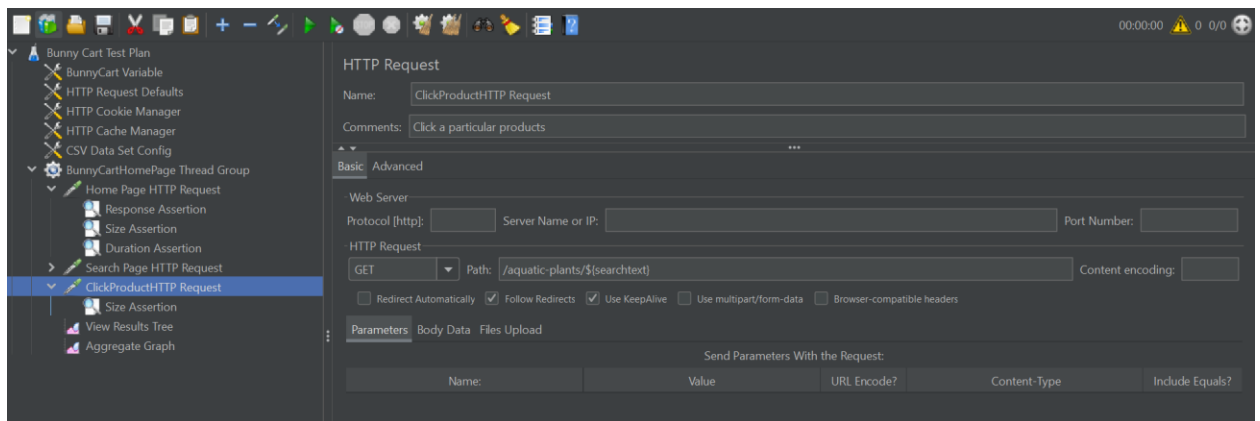 00:00:00 0 0/0
Bunny Cart Test Plan
BunnyCart Variable
HTTP Request Defaults
HTTP Cookie Manager
HTTP Cache Manager
CSV Data Set Config
BunnyCartHomePage Thread Group
Home Page HTTP Request
Response Assertion
Size Assertion
Duration Assertion
Search Page HTTP Request
ClickProductHTTP Request
Size Assertion
View Results Tree
Aggregate Graph
HTTP Request
Name: ClickProductHTTP Request
Comments: Click a particular products
Basic Advanced
Web Server
Protocol [http]: Server Name or IP: Port Number:
HTTP Request
GET Path: /aquatic-plants/${searchtext} Content encoding:
Redirect Automatically Follow Redirects Use KeepAlive Use multipart/form-data Browser-compatible headers
Parameters Body Data Files Upload
Send Parameters With the Request:
Name: Value URL Encode? Content-Type Include Equals?